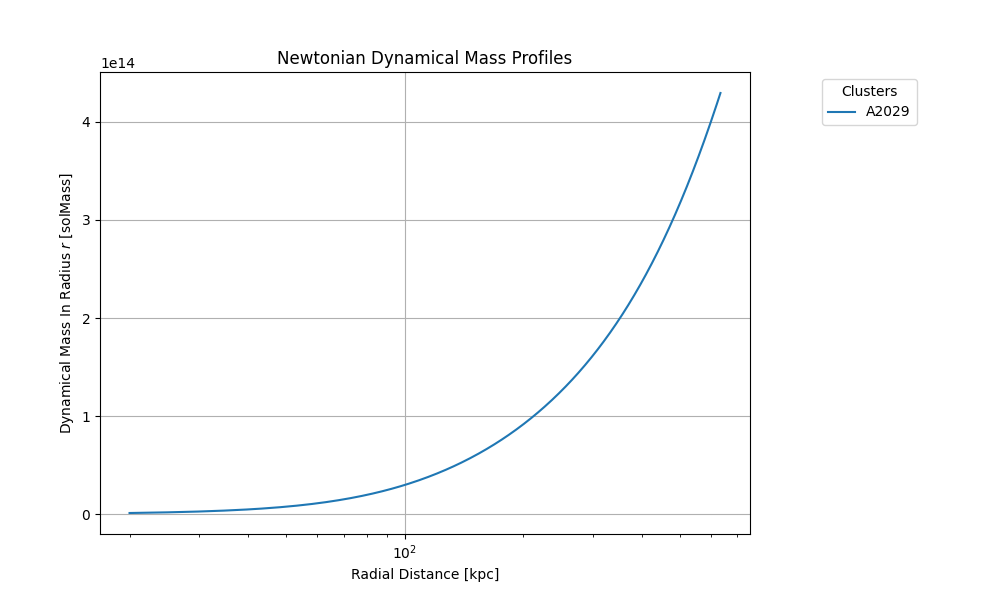 Newtonian Dynamical Mass Profiles
1e14
Clusters
A2029
4
3
2
1
0
Dynamical Mass In Radius r [solMass]
10²
Radial Distance [kpc]